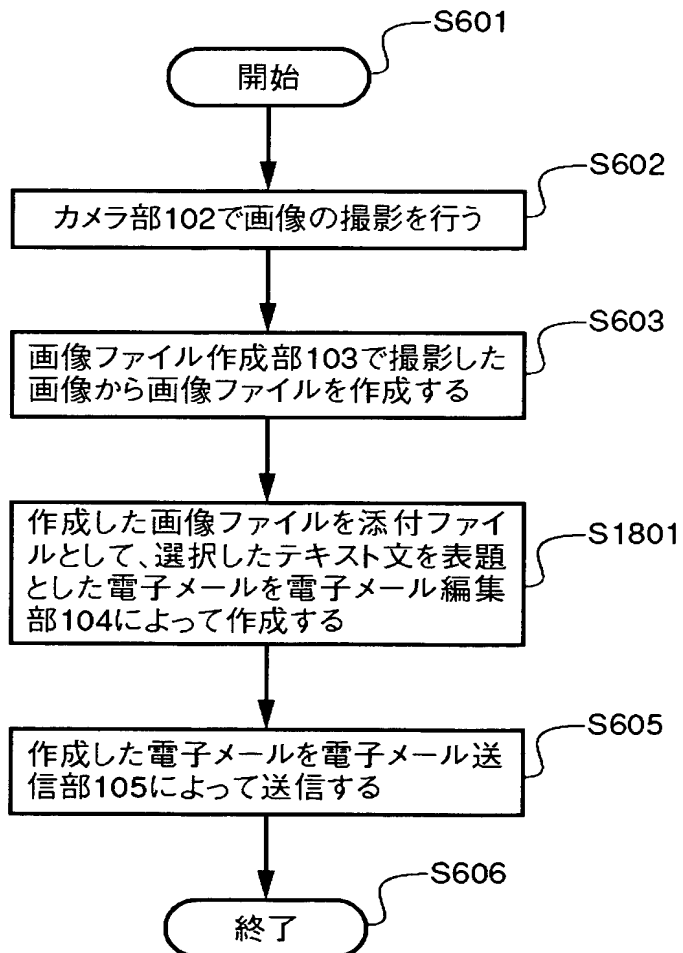 S601
開始
S602
カメラ部102で画像の撮影を行う
S603
画像ファイル作成部103で撮影した
画像から画像ファイルを作成する
S1801
作成した画像ファイルを添付ファイ
ルとして、選択したテキスト文を表題
とした電子メールを電子メール編集
部104によって作成する
S605
作成した電子メールを電子メール送
信部105によって送信する
S606
終了